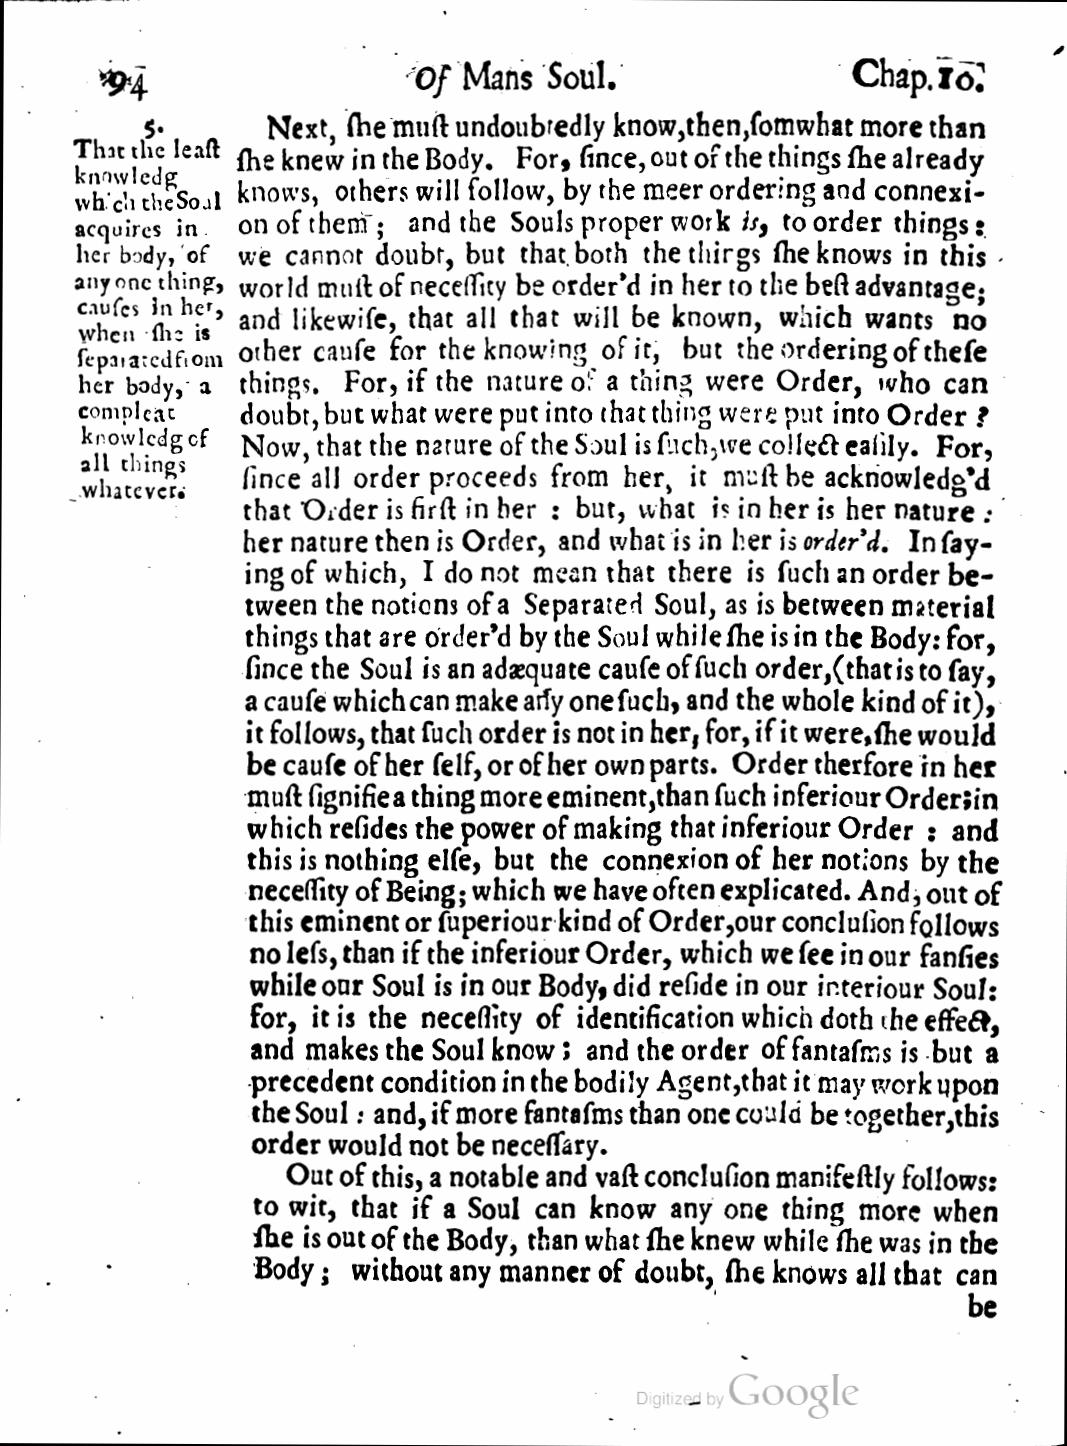 94 Of Mans Soul. Chap. 10.
5.
That the leaſt
knowledg
which the Soul
acquires in
her body, of
any one thing,
cauſes in her,
when ſhe is
ſeparated from
her body, a
compleat
knowledg of
all things
whatever.
Next, ſhe muſt undoubtedly know, then, ſomwhat more than
ſhe knew in the Body. For, ſince, out of the things ſhe already
knows, others will follow, by the meer ordering and connexi-
on of them; and the Souls proper work is, to order things:
we cannot doubt, but that both the things ſhe knows in this
world muſt of neceſſity be order'd in her to the beſt advantage;
and likewiſe, that all that will be known, which wants no
other cauſe for the knowing of it, but the ordering of theſe
things. For, if the nature of a thing were Order, who can
doubt, but what were put into that thing were put into Order?
Now, that the nature of the Soul is ſuch, we collect eaſily. For,
ſince all order proceeds from her, it muſt be acknowledg'd
that Order is firſt in her: but, what is in her is her nature:
her nature then is Order, and what is in her is order'd. In ſay-
ing of which, I do not mean that there is ſuch an order be-
tween the notions of a Separated Soul, as is between material
things that are order'd by the Soul while ſhe is in the Body: for,
ſince the Soul is an adæquate cauſe of ſuch order, (that is to ſay,
a cauſe which can make any one ſuch, and the whole kind of it),
it follows, that ſuch order is not in her, for, if it were, ſhe would
be cauſe of her ſelf, or of her own parts. Order therfore in her
muſt ſignifie a thing more eminent, than ſuch inferiour Order; in
which reſides the power of making that inferiour Order: and
this is nothing elſe, but the connexion of her notions by the
neceſſity of Being; which we have often explicated. And, out of
this eminent or ſuperiour kind of Order, our concluſion follows
no leſs, than if the inferiour Order, which we ſee in our fanſies
while our Soul is in our Body, did reſide in our interiour Soul:
for, it is the neceſſity of identification which doth the effect,
and makes the Soul know; and the order of fantaſms is but a
precedent condition in the bodily Agent, that it may work upon
the Soul: and, if more fantaſms than one could be together, this
order would not be neceſſary.
Out of this, a notable and vaſt concluſion manifeſtly follows:
to wit, that if a Soul can know any one thing more when
ſhe is out of the Body, than what ſhe knew while ſhe was in the
Body; without any manner of doubt, ſhe knows all that can
be
Digitized by Google